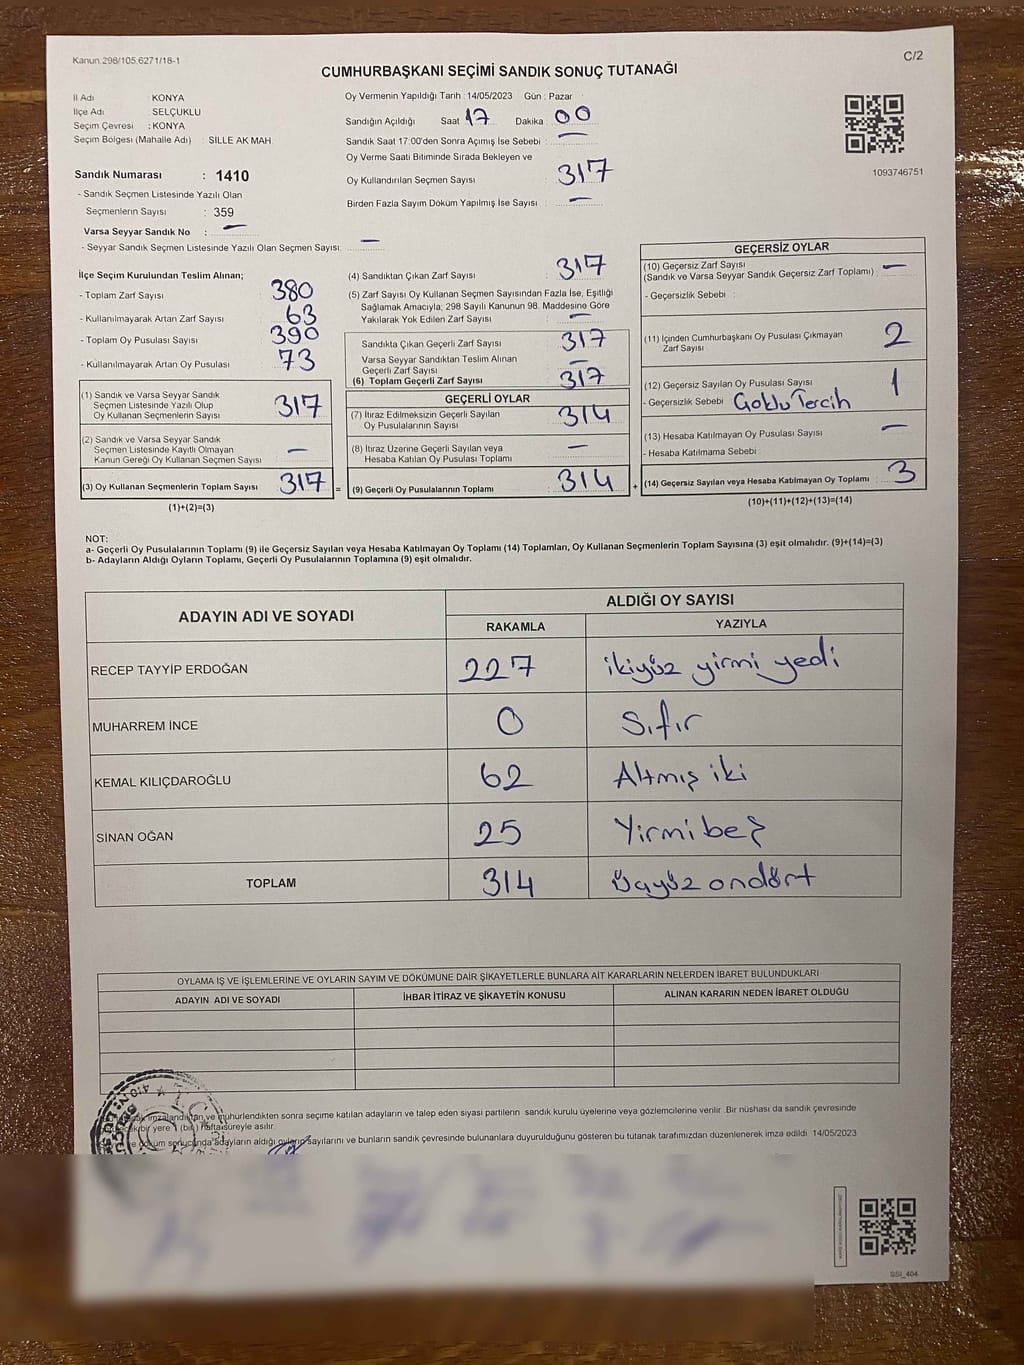 Kanun.298/105.6271/18-1
C/2
CUMHURBAŞKANI SEÇİMİ SANDIK SONUÇ TUTANAĞI
İl Adı : KONYA
İlçe Adı : SELÇUKLU
Seçim Çevresi : KONYA
Seçim Bölgesi (Mahalle Adı) : SILLE AK MAH.
Sandık Numarası : 1410
- Sandık Seçmen Listesinde Yazılı Olan
Seçmenlerin Sayısı : 359
Varsa Seyyar Sandık No : —
- Seyyar Sandık Seçmen Listesinde Yazılı Olan Seçmen Sayısı: —
Oy Vermenin Yapıldığı Tarih : 14/05/2023 Gün : Pazar
Sandığın Açıldığı Saat 17 Dakika : 00
Sandık Saat 17:00'den Sonra Açımış İse Sebebi : —
Oy Verme Saati Bitiminde Sırada Bekleyen ve
Oy Kullandırılan Seçmen Sayısı : 317
Birden Fazla Sayım Döküm Yapılmış İse Sayısı : —
1093746751
İlçe Seçim Kurulundan Teslim Alınan;
- Toplam Zarf Sayısı 380
- Kullanılmayarak Artan Zarf Sayısı : 63
- Toplam Oy Pusulası Sayısı : 390
- Kullanılmayarak Artan Oy Pusulası : 73
(1) Sandık ve Varsa Seyyar Sandık
Seçmen Listesinde Yazılı Olup
Oy Kullanan Seçmenlerin Sayısı : 317
(2) Sandık ve Varsa Seyyar Sandık
Seçmen Listesinde Kayıtlı Olmayan
Kanun Gereği Oy Kullanan Seçmen Sayısı : —
(3) Oy Kullanan Seçmenlerin Toplam Sayısı : 317 =
(1)+(2)=(3)
(4) Sandıktan Çıkan Zarf Sayısı : 317
(5) Zarf Sayısı Oy Kullanan Seçmen Sayısından Fazla İse, Eşitliği
Sağlamak Amacıyla; 298 Sayılı Kanunun 98. Maddesine Göre
Yakılarak Yok Edilen Zarf Sayısı : —
Sandıkta Çıkan Geçerli Zarf Sayısı : 317
Varsa Seyyar Sandıktan Teslim Alınan
Geçerli Zarf Sayısı : —
(6) Toplam Geçerli Zarf Sayısı : 317
GEÇERLİ OYLAR
(7) İtiraz Edilmeksizin Geçerli Sayılan
Oy Pusulalarının Sayısı : 314
(8) İtiraz Üzerine Geçerli Sayılan veya
Hesaba Katılan Oy Pusulası Toplamı : —
(9) Geçerli Oy Pusulalarının Toplamı : 314 +
GEÇERSİZ OYLAR
(10) Geçersiz Zarf Sayısı
(Sandık ve Varsa Seyyar Sandık Geçersiz Zarf Toplamı) : —
- Geçersizlik Sebebi :
(11) İçinden Cumhurbaşkanı Oy Pusulası Çıkmayan
Zarf Sayısı : 2
(12) Geçersiz Sayılan Oy Pusulası Sayısı : 1
- Geçersizlik Sebebi Çoklu Tercih
(13) Hesaba Katılmayan Oy Pusulası Sayısı : —
- Hesaba Katılmama Sebebi
(14) Geçersiz Sayılan veya Hesaba Katılmayan Oy Toplamı : 3
(10)+(11)+(12)+(13)=(14)
NOT:
a- Geçerli Oy Pusulalarının Toplamı (9) ile Geçersiz Sayılan veya Hesaba Katılmayan Oy Toplamı (14) Toplamları, Oy Kullanan Seçmenlerin Toplam Sayısına (3) eşit olmalıdır. (9)+(14)=(3)
b- Adayların Aldığı Oyların Toplamı, Geçerli Oy Pusulalarının Toplamına (9) eşit olmalıdır.
ADAYIN ADI VE SOYADI
ALDIĞI OY SAYISI
RAKAMLA YAZIYLA
RECEP TAYYİP ERDOĞAN 227 ikiyüz yirmi yedi
MUHARREM İNCE 0 Sıfır
KEMAL KILIÇDAROĞLU 62 Altmış iki
SİNAN OĞAN 25 Yirmibeş
TOPLAM 314 Üçyüz ondört
OYLAMA İŞ VE İŞLEMLERİNE VE OYLARIN SAYIM VE DÖKÜMÜNE DAİR ŞİKAYETLERLE BUNLARA AİT KARARLARIN NELERDEN İBARET BULUNDUKLARI
ADAYIN ADI VE SOYADI İHBAR İTİRAZ VE ŞİKAYETİN KONUSU ALINAN KARARIN NEDEN İBARET OLDUĞU
imzalandıktan ve mühürlendikten sonra seçime katılan adayların ve talep eden siyasi partilerin sandık kurulu üyelerine veya gözlemcilerine verilir. Bir nüshası da sandık çevresinde
bir yere 1 (bir) hafta süreyle asılır.
ve döküm sonucunda adayların aldığı oyların sayılarını ve bunların sandık çevresinde bulunanlara duyurulduğunu gösteren bu tutanak tarafımızdan düzenlenerek imza edildi. 14/05/2023
SSI_404